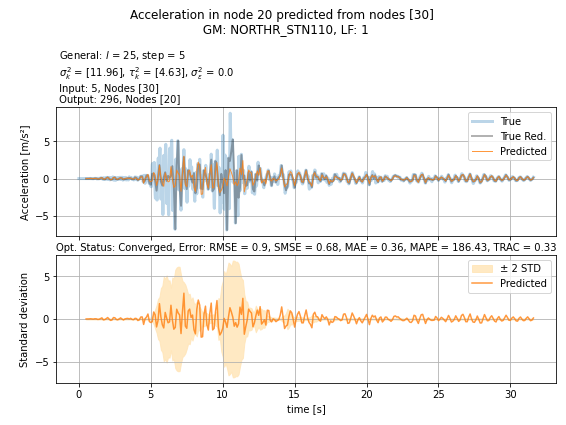 Acceleration in node 20 predicted from nodes [30]
GM: NORTHR_STN110, LF: 1
General: l = 25, step = 5
σ²ₖ = [11.96], τ²ₖ = [4.63], σ²ε = 0.0
Input: 5, Nodes [30]
Output: 296, Nodes [20]
Acceleration [m/s²]
5
0
−5
True
True Red.
Predicted
Opt. Status: Converged, Error: RMSE = 0.9, SMSE = 0.68, MAE = 0.36, MAPE = 186.43, TRAC = 0.33
Standard deviation
5
0
−5
± 2 STD
Predicted
0 5 10 15 20 25 30
time [s]